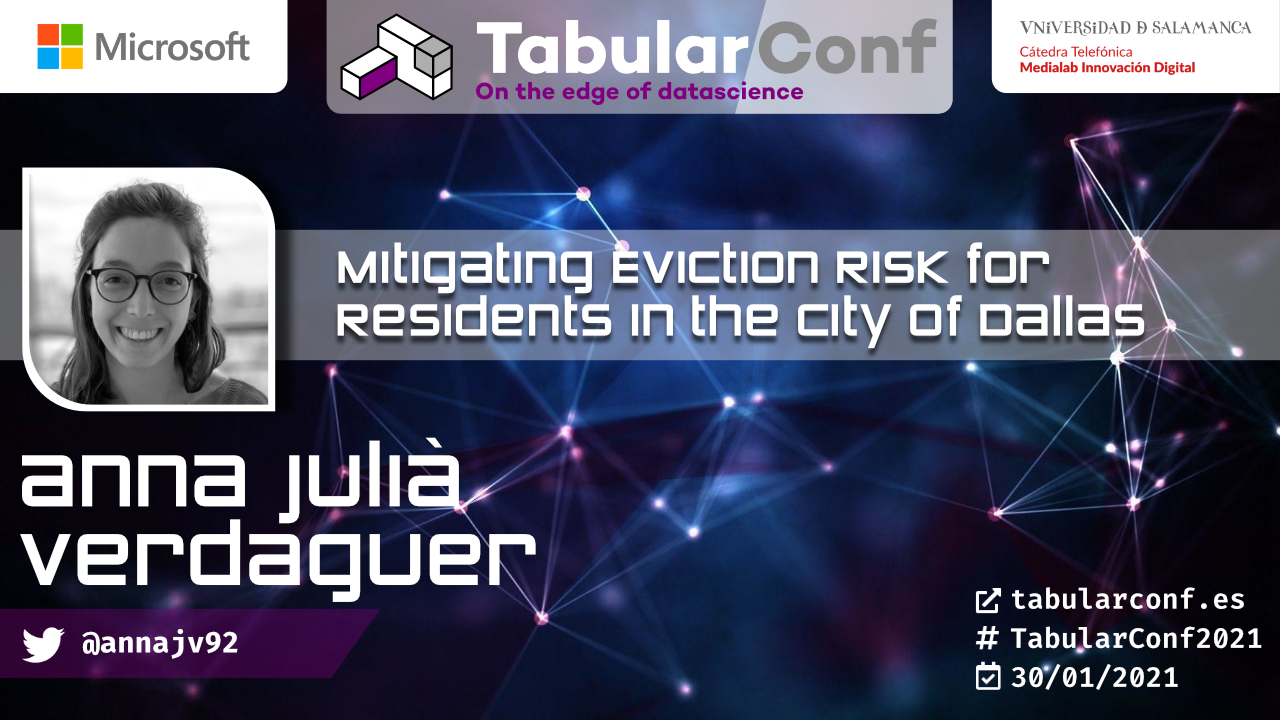 Microsoft
TabularConf
On the edge of datascience
VNiVERSiDAD Ð SALAMANCA
Cátedra Telefónica
Medialab Innovación Digital
Mitigating Eviction Risk for
Residents in the City of Dallas
anna julià
verdaguer
@annajv92
tabularconf.es
# TabularConf2021
30/01/2021